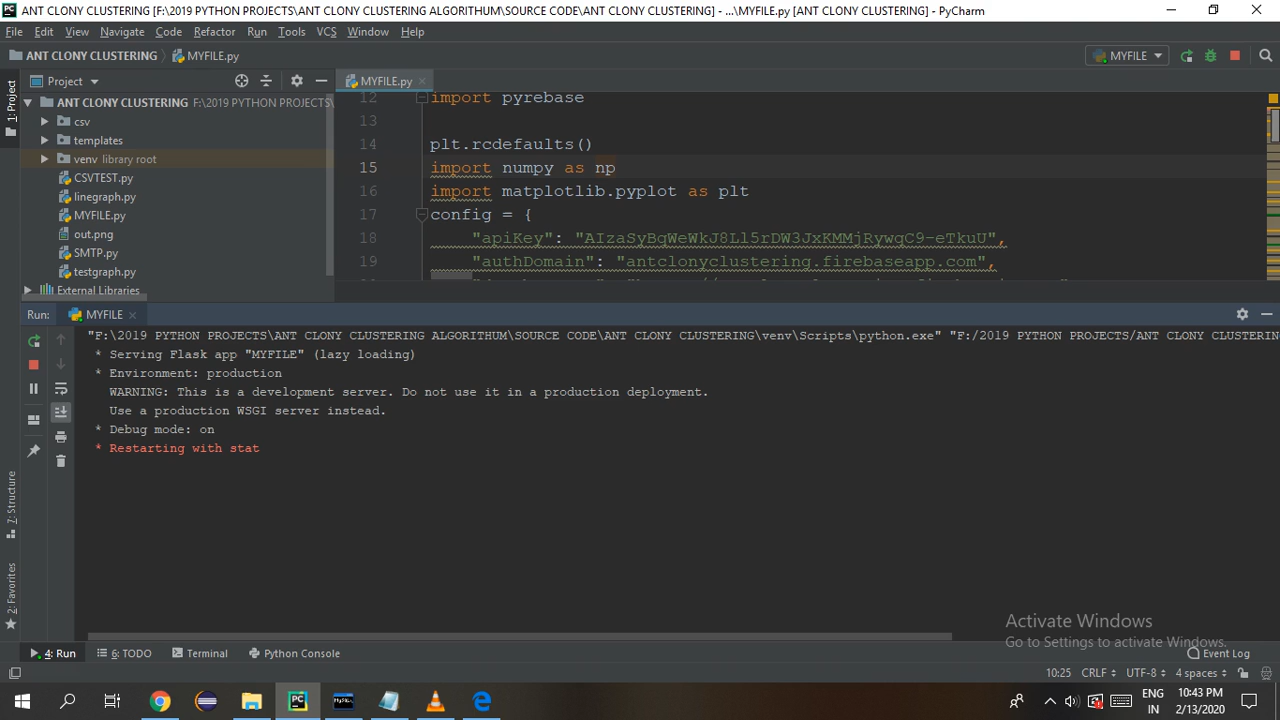 ANT CLONY CLUSTERING [F:\2019 PYTHON PROJECTS\ANT CLONY CLUSTERING ALGORITHUM\SOURCE CODE\ANT CLONY CLUSTERING] - ...\MYFILE.py [ANT CLONY CLUSTERING] - PyCharm
File Edit View Navigate Code Refactor Run Tools VCS Window Help
ANT CLONY CLUSTERING MYFILE.py
MYFILE
1: Project
Project
MYFILE.py
ANT CLONY CLUSTERING F:\2019 PYTHON PROJECTS\
csv
templates
venv library root
CSVTEST.py
linegraph.py
MYFILE.py
out.png
SMTP.py
testgraph.py
External Libraries
12 import pyrebase
13
14 plt.rcdefaults()
15 import numpy as np
16 import matplotlib.pyplot as plt
17 config = {
18 "apiKey": "AIzaSyBqWeWkJ8Ll5rDW3JxKMMjRywqC9-eTkuU",
19 "authDomain": "antclonyclustering.firebaseapp.com",
Run: MYFILE
"F:\2019 PYTHON PROJECTS\ANT CLONY CLUSTERING ALGORITHUM\SOURCE CODE\ANT CLONY CLUSTERING\venv\Scripts\python.exe" "F:/2019 PYTHON PROJECTS/ANT CLONY CLUSTERIN
* Serving Flask app "MYFILE" (lazy loading)
* Environment: production
WARNING: This is a development server. Do not use it in a production deployment.
Use a production WSGI server instead.
* Debug mode: on
* Restarting with stat
7: Structure
2: Favorites
Activate Windows
Go to Settings to activate Windows.
4: Run 6: TODO Terminal Python Console Event Log
10:25 CRLF UTF-8 4 spaces
ENG
IN
10:43 PM
2/13/2020